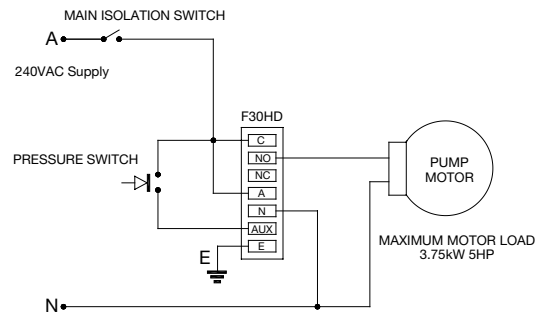 MAIN ISOLATION SWITCH
A
240VAC Supply
F30HD
C
NO
NC
A
N
AUX
E
PRESSURE SWITCH
PUMP
MOTOR
MAXIMUM MOTOR LOAD
3.75kW 5HP
E
N